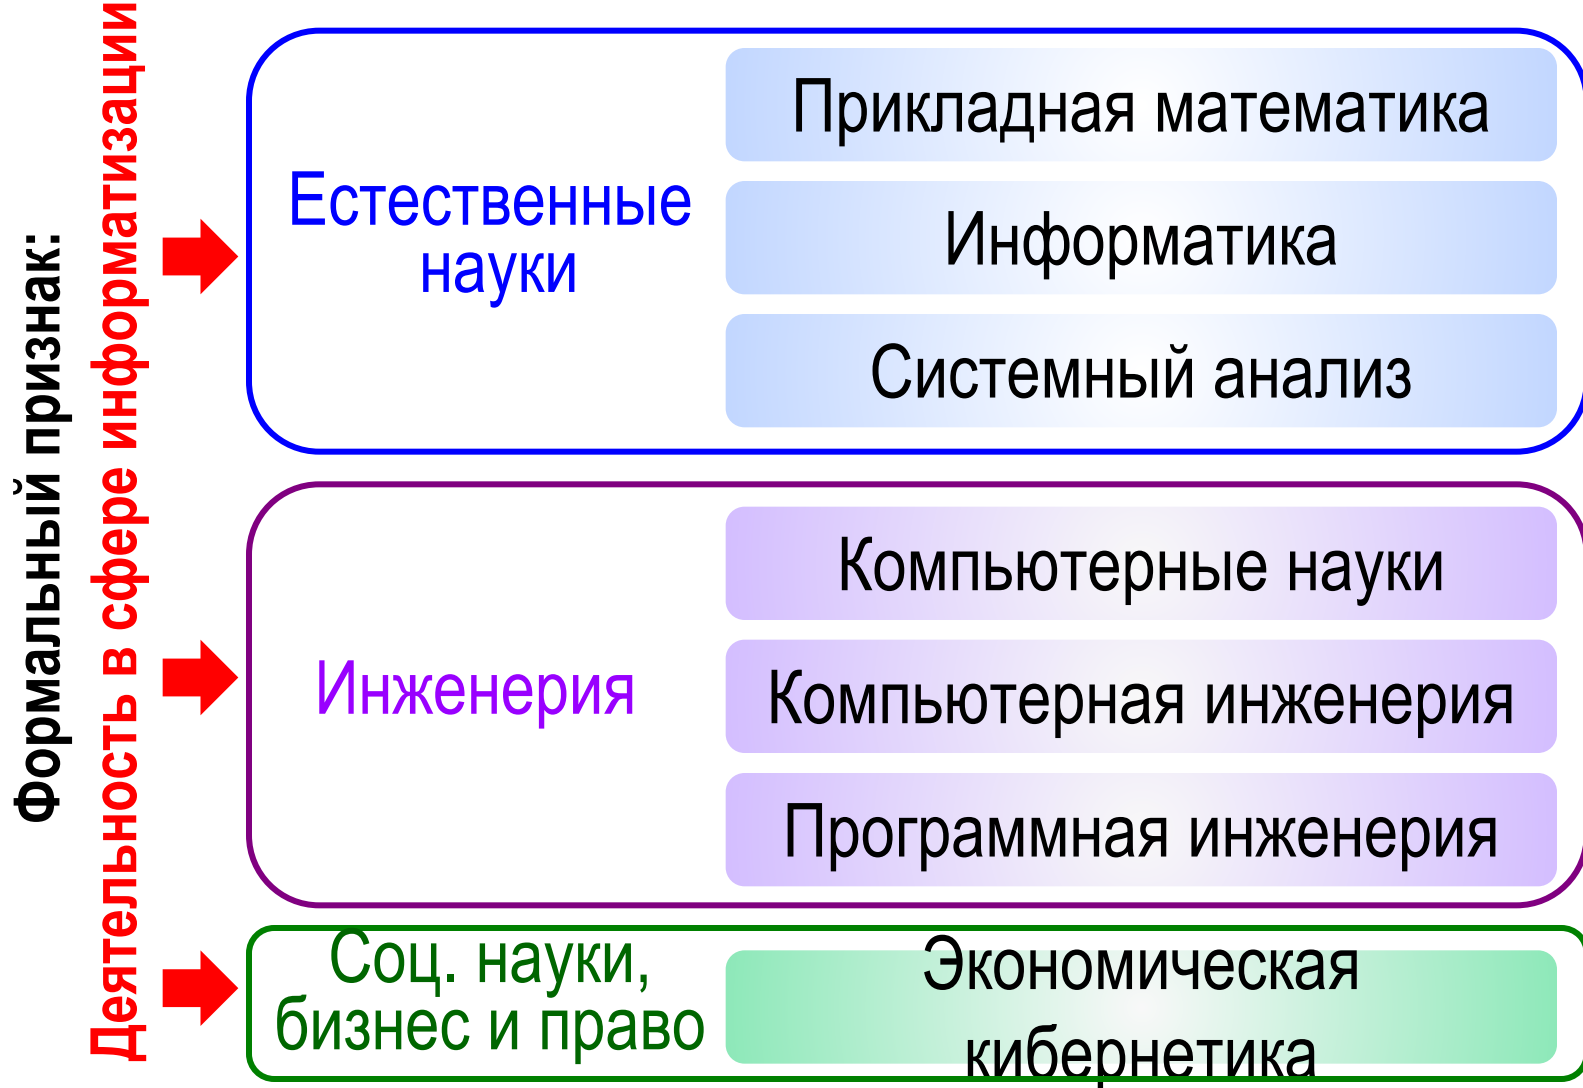 Формальный признак:
Деятельность в сфере информатизации
Естественные
науки
Прикладная математика
Информатика
Системный анализ
Инженерия
Компьютерные науки
Компьютерная инженерия
Программная инженерия
Соц. науки,
бизнес и право
Экономическая
кибернетика